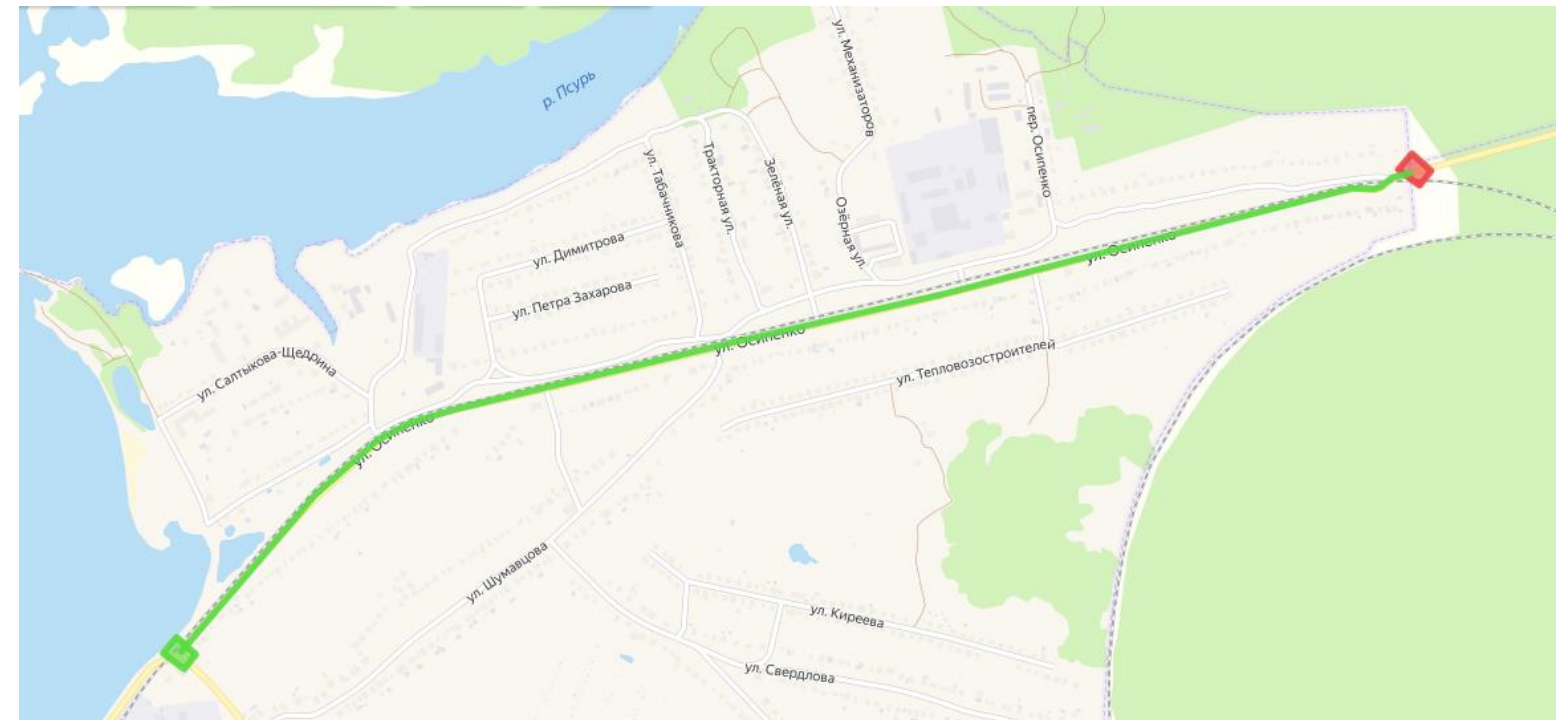 ул. Механизаторов
р. Псурь
пер. Осипенко
ул. Табачникова
Тракторная ул.
Зелёная ул.
Озёрная ул.
ул. Димитрова
ул. Осипенко
ул. Петра Захарова
ул. Осипенко
ул. Салтыкова-Щедрина
ул. Тепловозостроителей
ул. Осипенко
ул. Шумавцова
ул. Киреева
ул. Свердлова